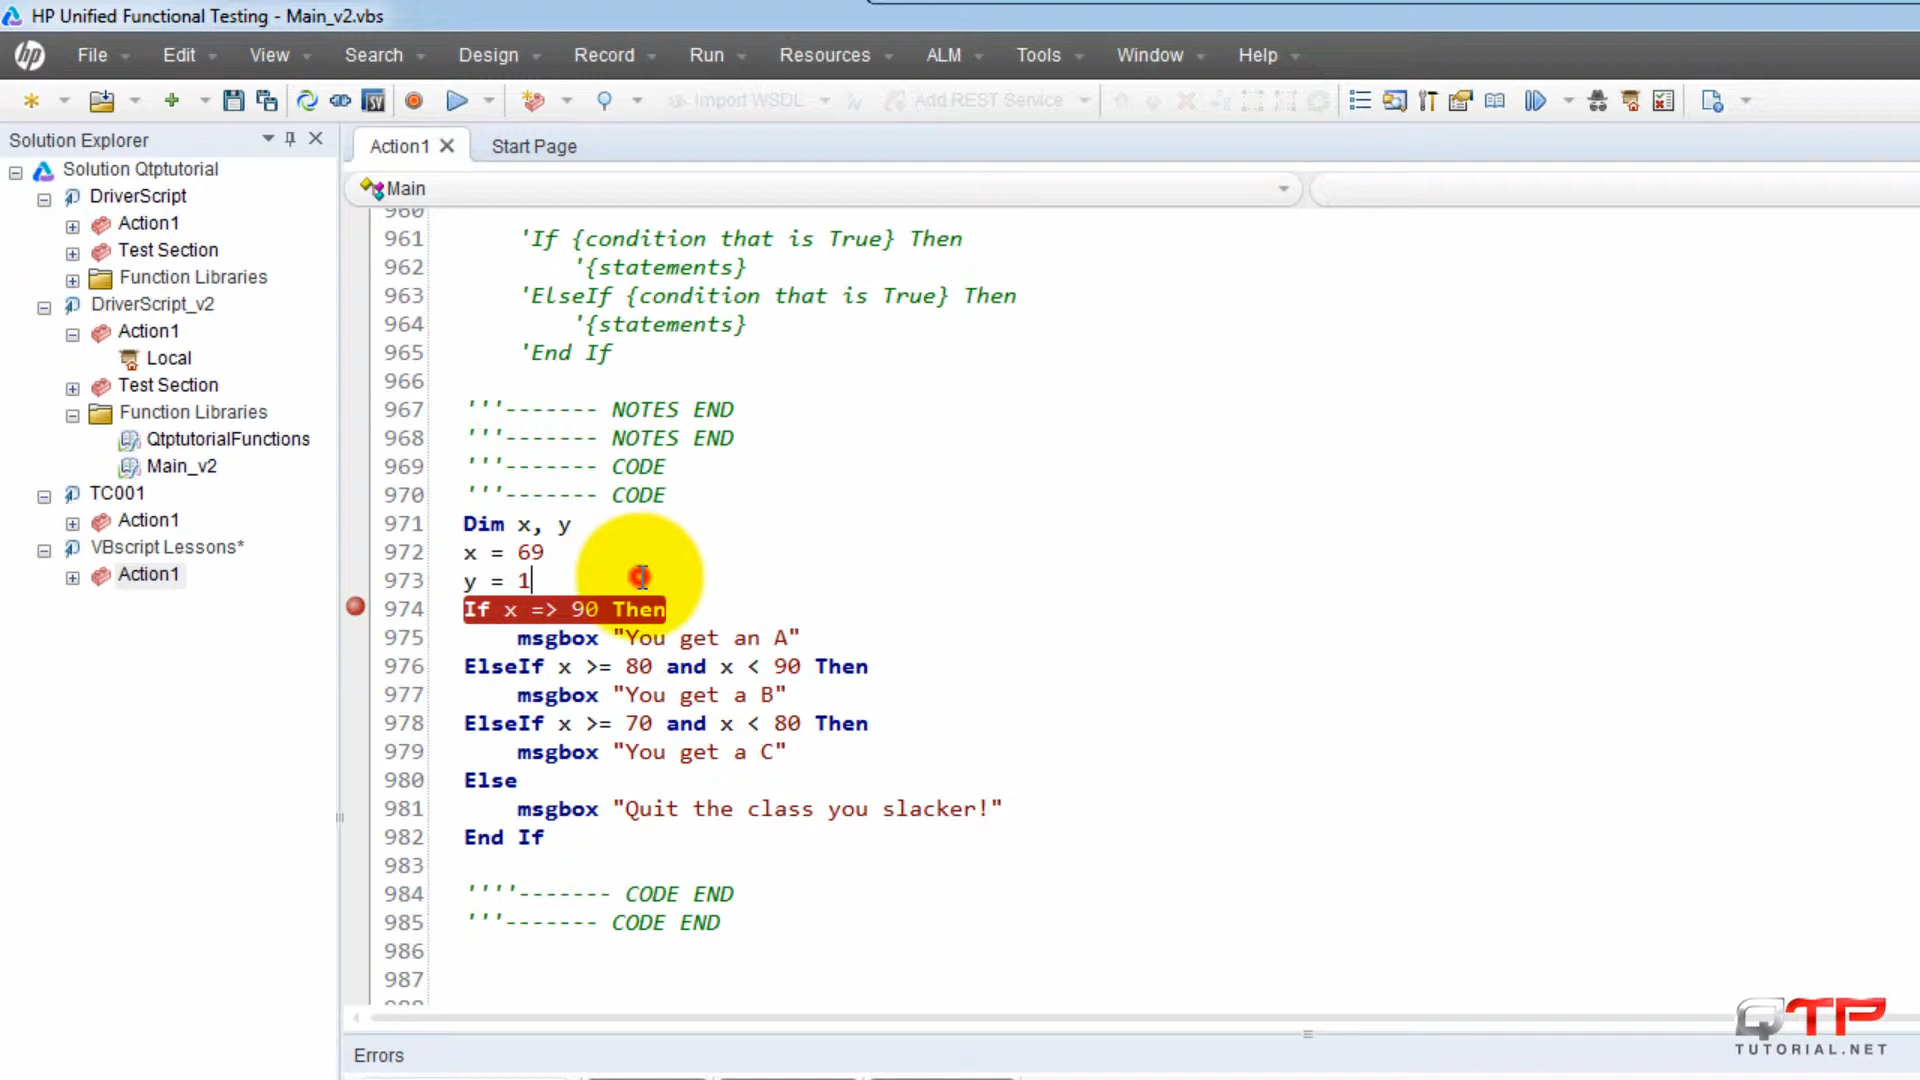 HP Unified Functional Testing - Main_v2.vbs
File Edit View Search Design Record Run Resources ALM Tools Window Help
SV Import WSDL Add REST Service
Solution Explorer
Action1 Start Page
Solution Qtptutorial
DriverScript
Action1
Test Section
Function Libraries
DriverScript_v2
Action1
Local
Test Section
Function Libraries
QtptutorialFunctions
Main_v2
TC001
Action1
VBscript Lessons*
Action1
Main
960
961 'If {condition that is True} Then
962 '{statements}
963 'ElseIf {condition that is True} Then
964 '{statements}
965 'End If
966
967 '''------- NOTES END
968 '''------- NOTES END
969 '''------- CODE
970 '''------- CODE
971 Dim x, y
972 x = 69
973 y = 1
974 If x => 90 Then
975 msgbox "You get an A"
976 ElseIf x >= 80 and x < 90 Then
977 msgbox "You get a B"
978 ElseIf x >= 70 and x < 80 Then
979 msgbox "You get a C"
980 Else
981 msgbox "Quit the class you slacker!"
982 End If
983
984 ''''------- CODE END
985 '''------- CODE END
986
987
988
Errors
QTP
TUTORIAL.NET